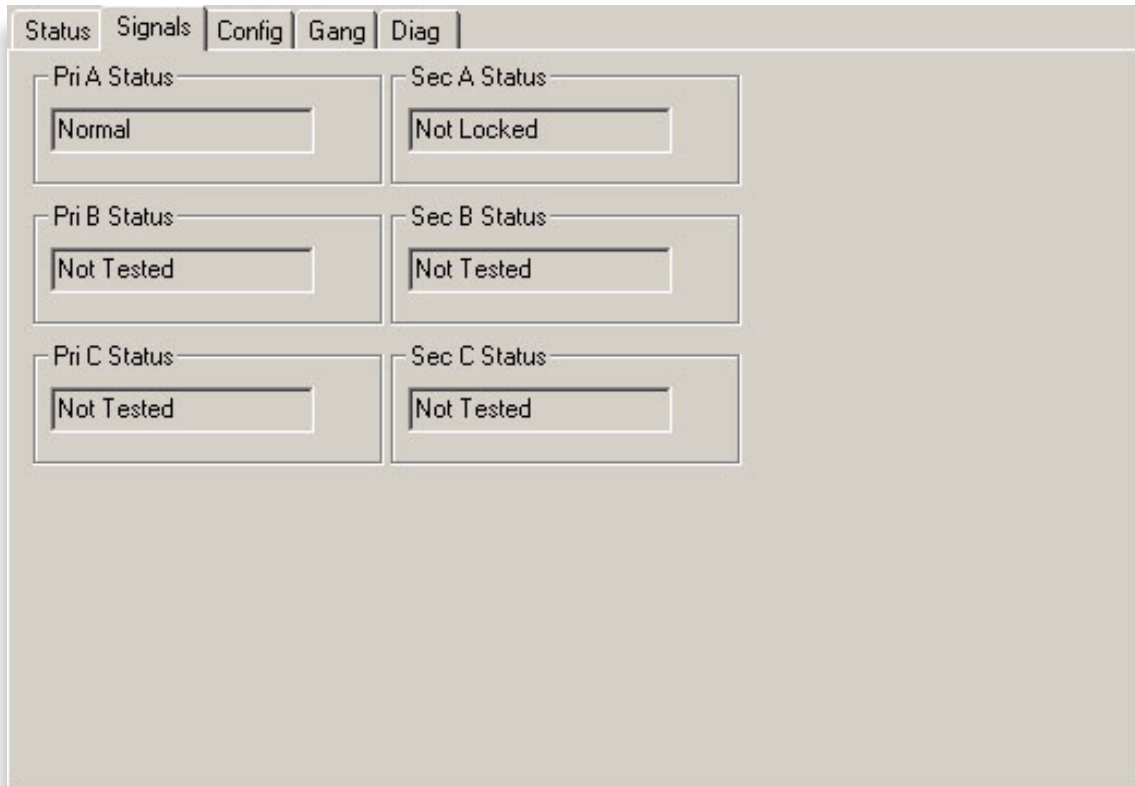 Status Signals Config Gang Diag
Pri A Status Sec A Status
Normal Not Locked
Pri B Status Sec B Status
Not Tested Not Tested
Pri C Status Sec C Status
Not Tested Not Tested